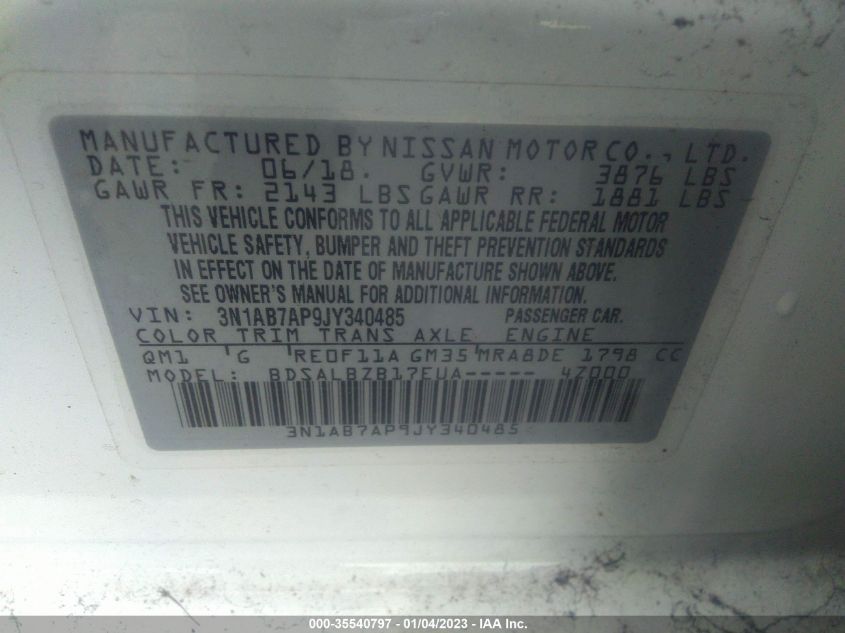 MANUFACTURED BY NISSAN MOTOR CO., LTD.
DATE: 06/18. GVWR: 3876 LBS
GAWR FR: 2143 LBS GAWR RR: 1881 LBS
THIS VEHICLE CONFORMS TO ALL APPLICABLE FEDERAL MOTOR
VEHICLE SAFETY, BUMPER AND THEFT PREVENTION STANDARDS
IN EFFECT ON THE DATE OF MANUFACTURE SHOWN ABOVE.
SEE OWNER'S MANUAL FOR ADDITIONAL INFORMATION.
VIN: 3N1AB7AP9JY340485 PASSENGER CAR.
COLOR TRIM TRANS AXLE ENGINE
QM1 'G 'RE0F11A GM35 'MRA8DE 1798 CC
MODEL: BDSALBZB17EUA----- 4Z000
3N1AB7AP9JY340485
000-35540797 - 01/04/2023 - © IAA Inc.